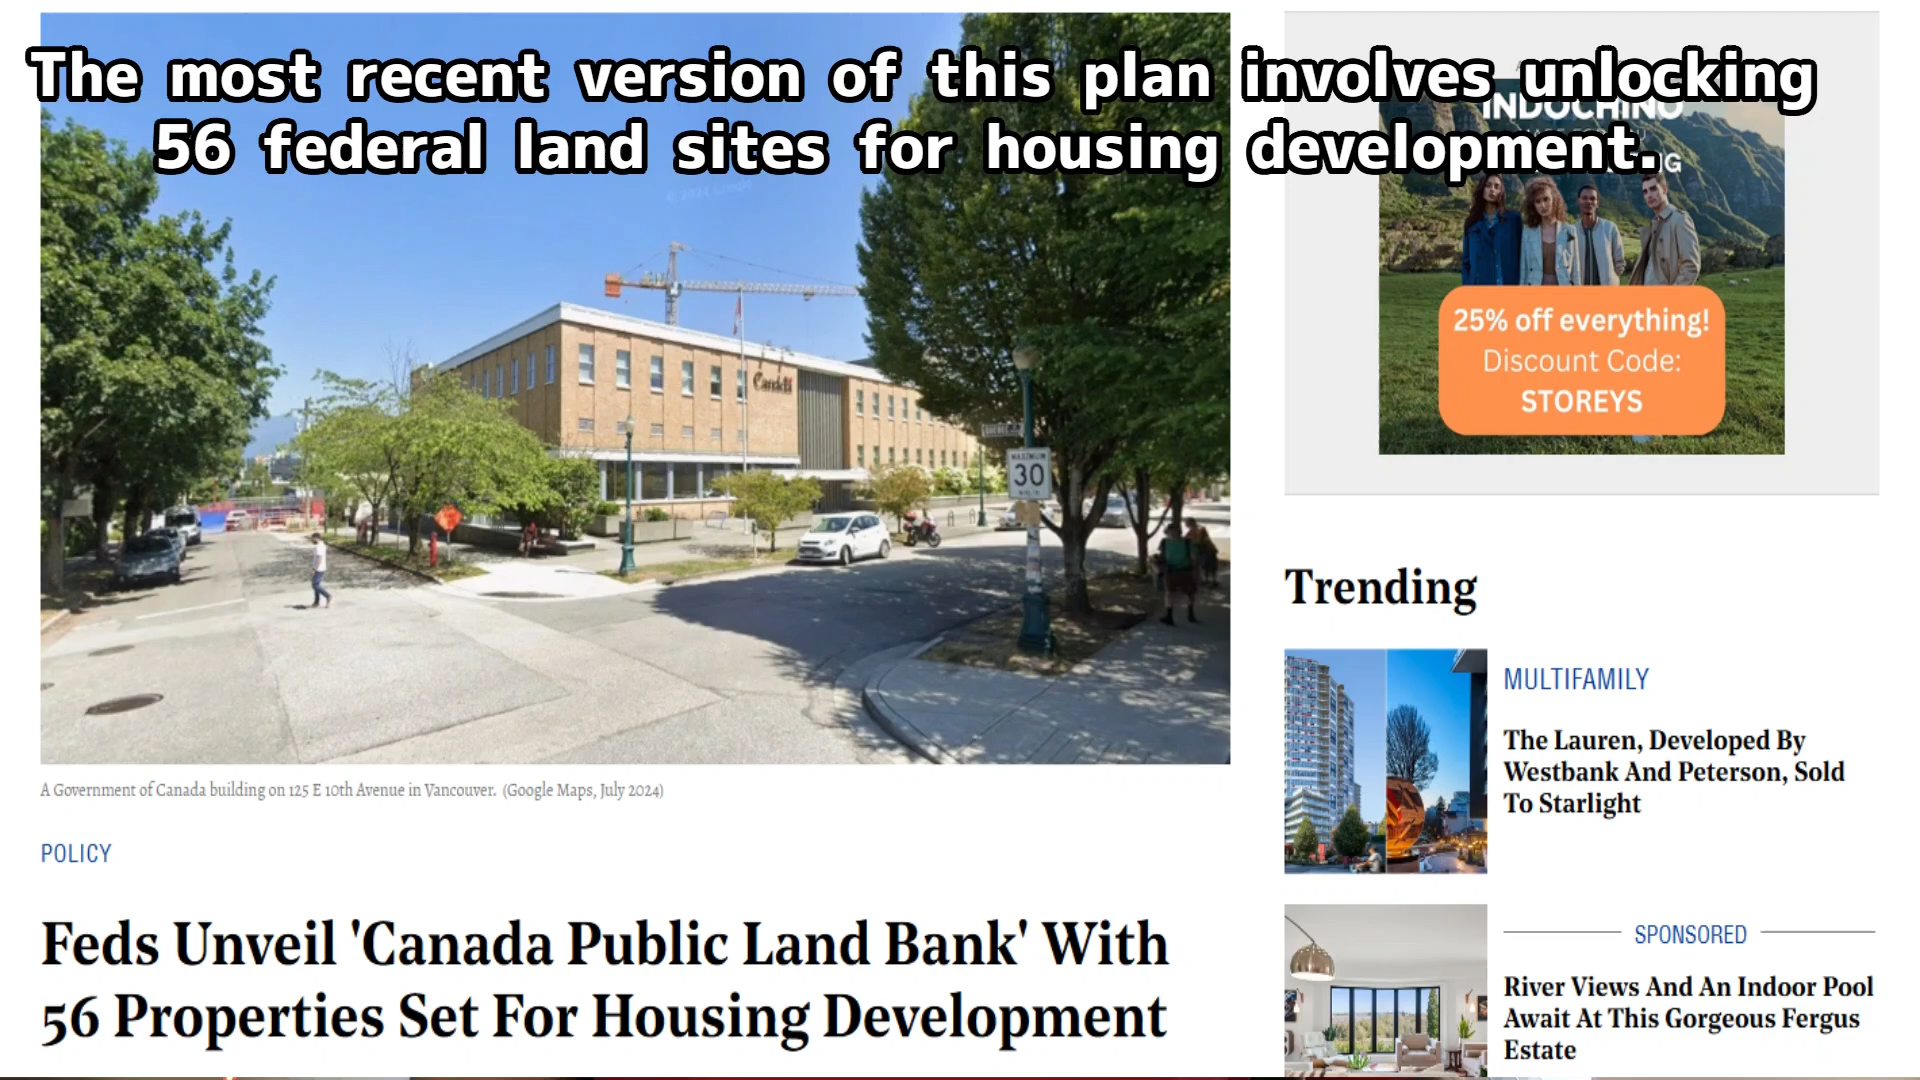 The most recent version of this plan involves unlocking
56 federal land sites for housing development.
INDOCHINO
25% off everything!
Discount Code:
STOREYS
Canada
MAXIMUM
30
A Government of Canada building on 125 E 10th Avenue in Vancouver. (Google Maps, July 2024)
POLICY
Feds Unveil 'Canada Public Land Bank' With
56 Properties Set For Housing Development
Trending
MULTIFAMILY
The Lauren, Developed By
Westbank And Peterson, Sold
To Starlight
SPONSORED
River Views And An Indoor Pool
Await At This Gorgeous Fergus
Estate